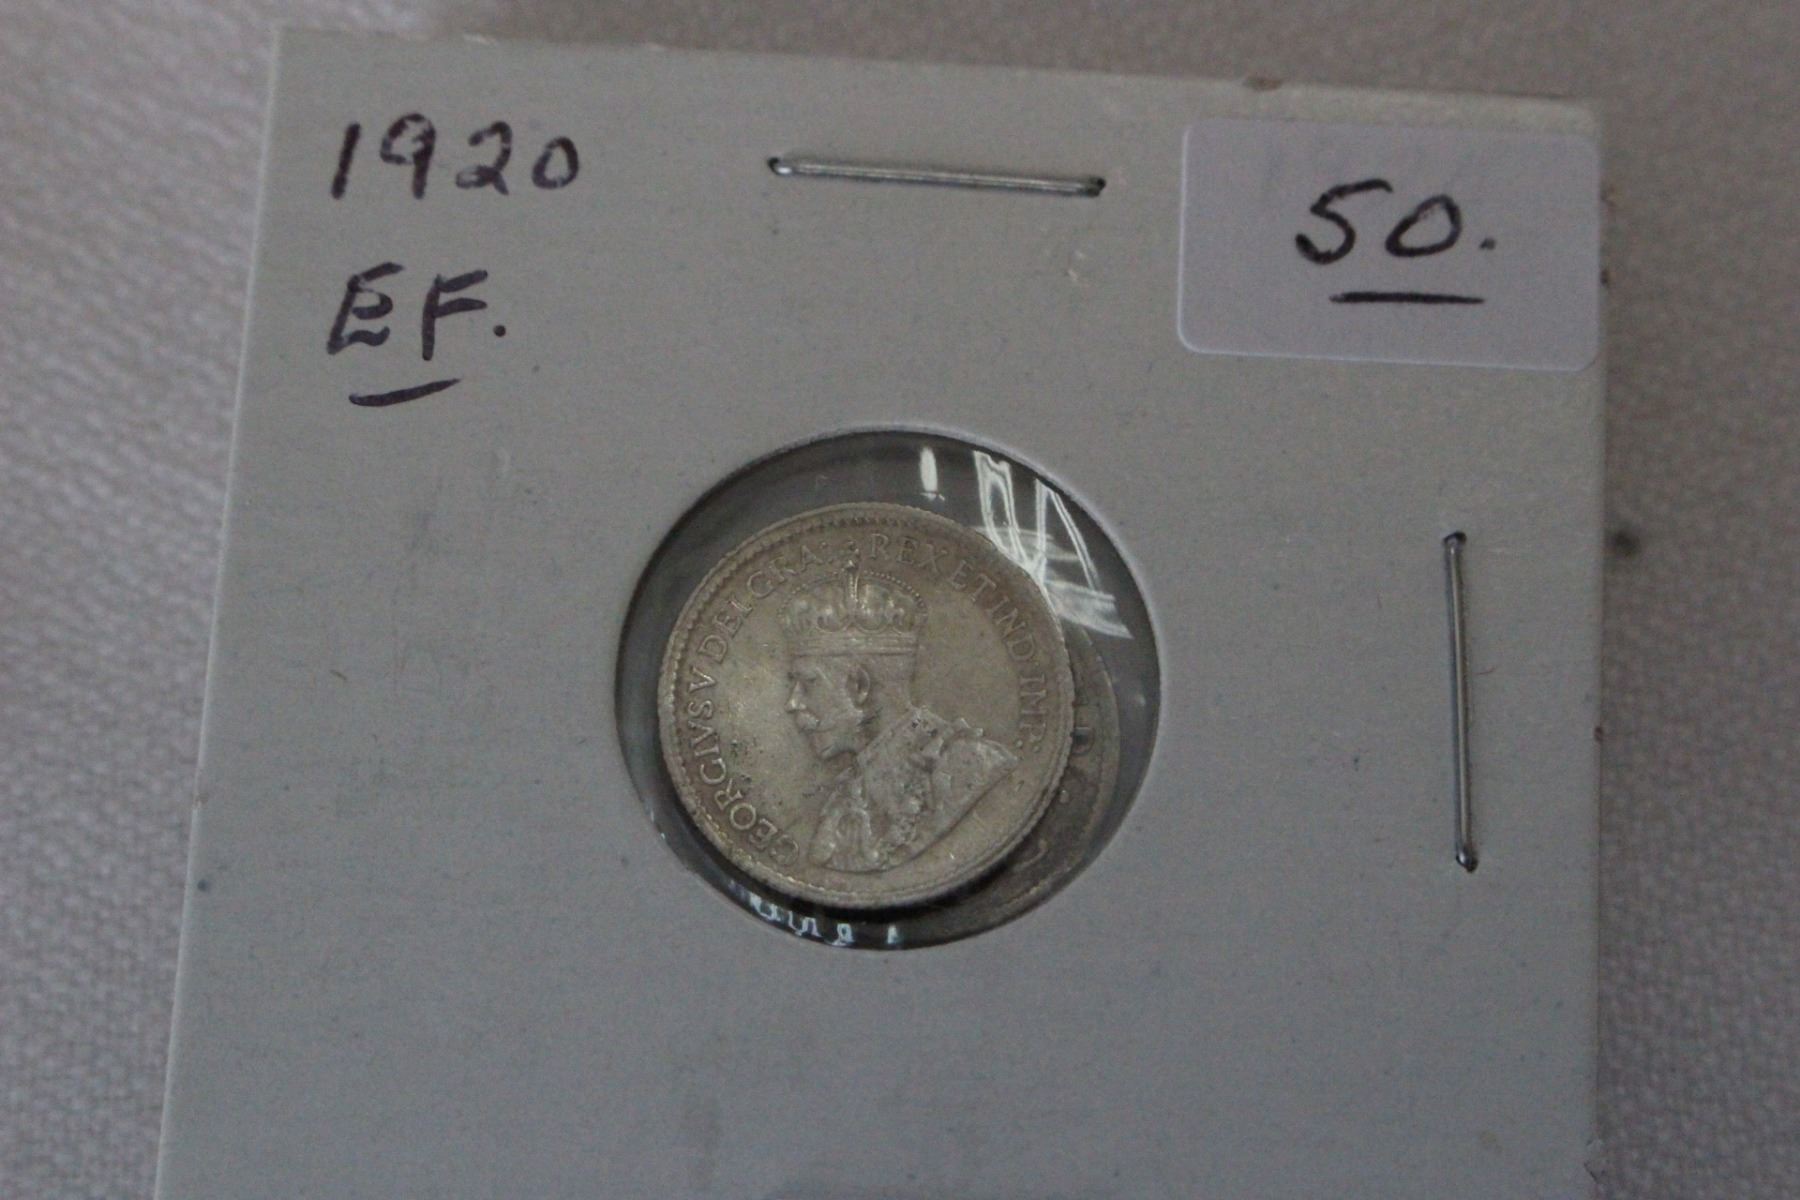 1920
EF.
50.
GEORGIVS V DEI GRA: REX ET IND: IMP: